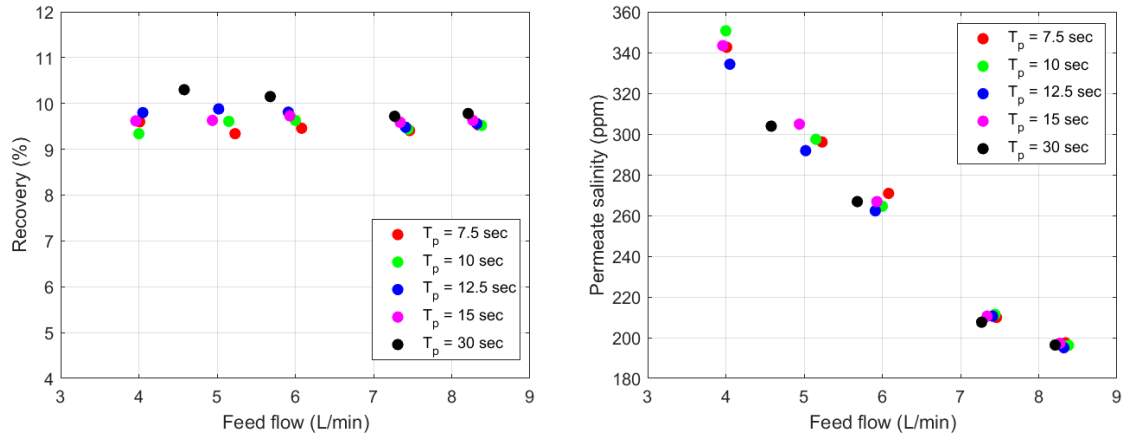 12
11
10
9
8
7
6
5
4
Recovery (%)
T_p = 7.5 sec
T_p = 10 sec
T_p = 12.5 sec
T_p = 15 sec
T_p = 30 sec
3 4 5 6 7 8 9
Feed flow (L/min)
360
340
320
300
280
260
240
220
200
180
Permeate salinity (ppm)
T_p = 7.5 sec
T_p = 10 sec
T_p = 12.5 sec
T_p = 15 sec
T_p = 30 sec
3 4 5 6 7 8 9
Feed flow (L/min)